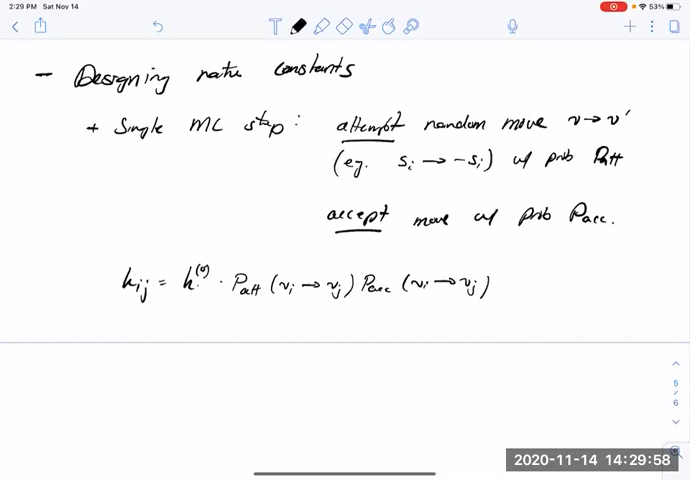 2:29 PM Sat Nov 14
53%
- Designing rate constants
+ Single MC step: attempt random move ν → ν'
(eg. Sᵢ → -Sᵢ) w/ prob Patt
accept move w/ prob Pacc.
kᵢⱼ = k⁽⁰⁾ · Patt (νᵢ → νⱼ) Pacc (νᵢ → νⱼ)
5
/
6
2020-11-14 14:29:58